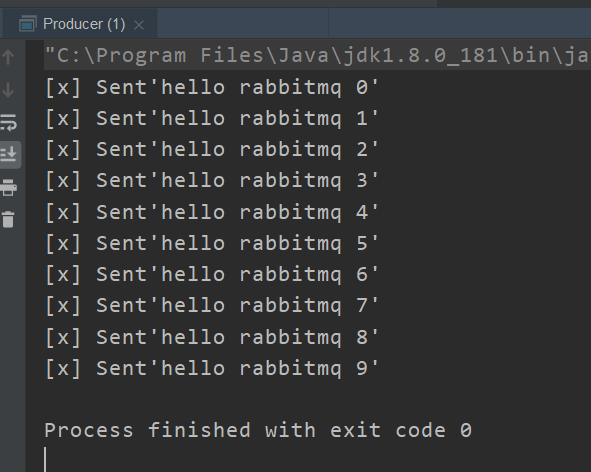 Producer (1)
"C:\Program Files\Java\jdk1.8.0_181\bin\ja
[x] Sent'hello rabbitmq 0'
[x] Sent'hello rabbitmq 1'
[x] Sent'hello rabbitmq 2'
[x] Sent'hello rabbitmq 3'
[x] Sent'hello rabbitmq 4'
[x] Sent'hello rabbitmq 5'
[x] Sent'hello rabbitmq 6'
[x] Sent'hello rabbitmq 7'
[x] Sent'hello rabbitmq 8'
[x] Sent'hello rabbitmq 9'
Process finished with exit code 0